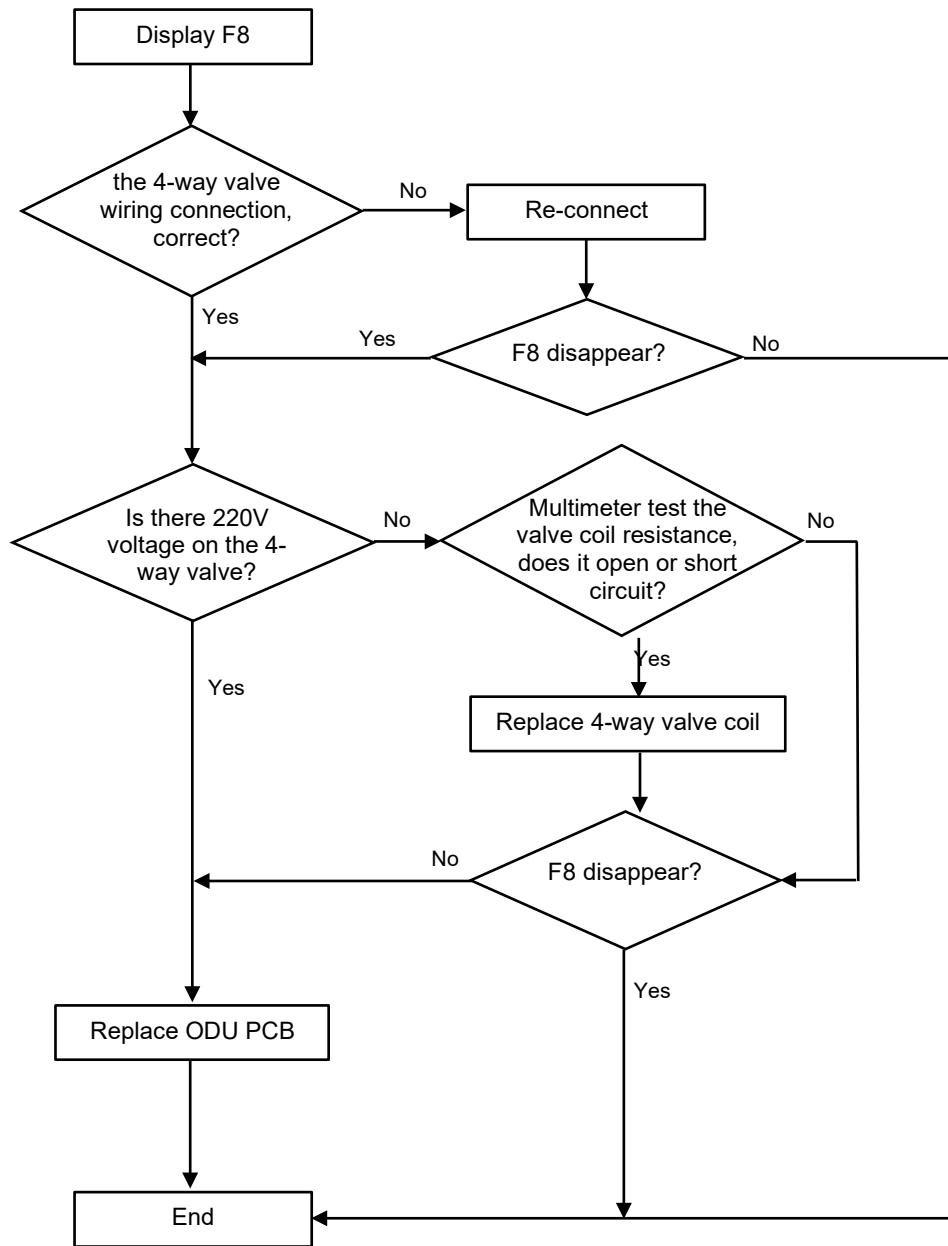 Display F8
the 4-way valve
wiring connection,
correct?
No
Re-connect
Yes
Yes
F8 disappear?
No
Is there 220V
voltage on the 4-
way valve?
No
Multimeter test the
valve coil resistance,
does it open or short
circuit?
No
Yes
Yes
Replace 4-way valve coil
No
F8 disappear?
Yes
Replace ODU PCB
End